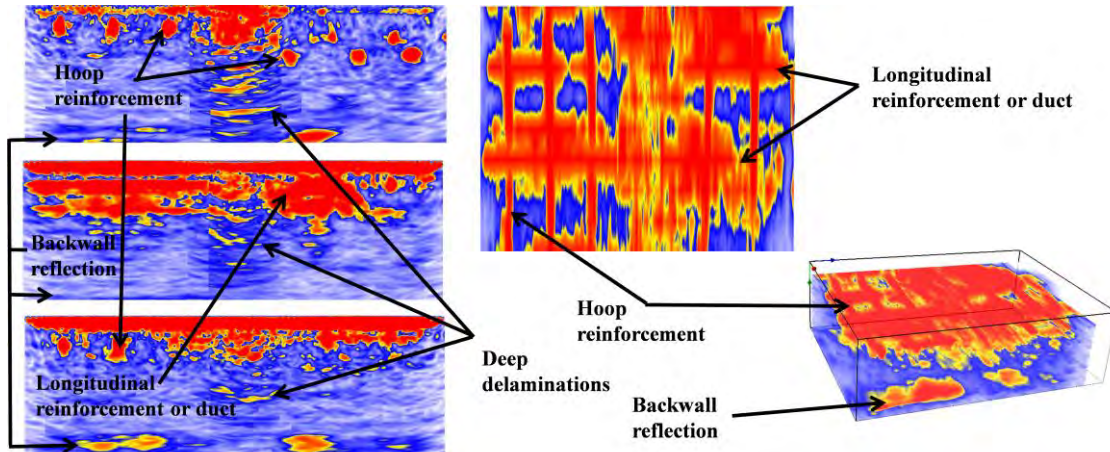 Hoop
reinforcement
Backwall
reflection
Longitudinal
reinforcement or duct
Deep
delaminations
Longitudinal
reinforcement or duct
Hoop
reinforcement
Backwall
reflection